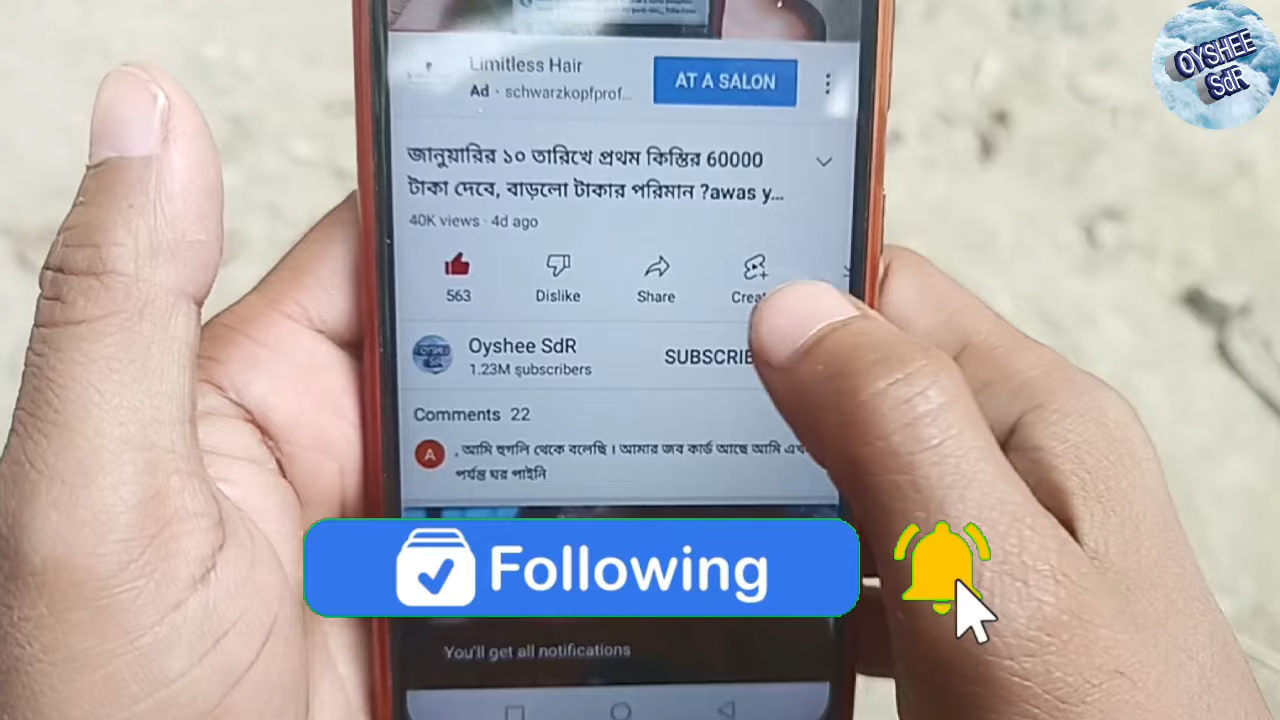 OYSHEE
SdR
Limitless Hair
Ad · schwarzkopfprof...
AT A SALON
জানুয়ারির ১০ তারিখে প্রথম কিস্তির 60000
টাকা দেবে, বাড়লো টাকার পরিমান ?awas y...
40K views · 4d ago
563
Dislike
Share
Crea
Oyshee SdR
1.23M subscribers
SUBSCRIB
Comments 22
A
, আমি হুগলি থেকে বলেছি । আমার জব কার্ড আছে আমি
পর্যন্ত ঘর পাইনি
Following
You'll get all notifications